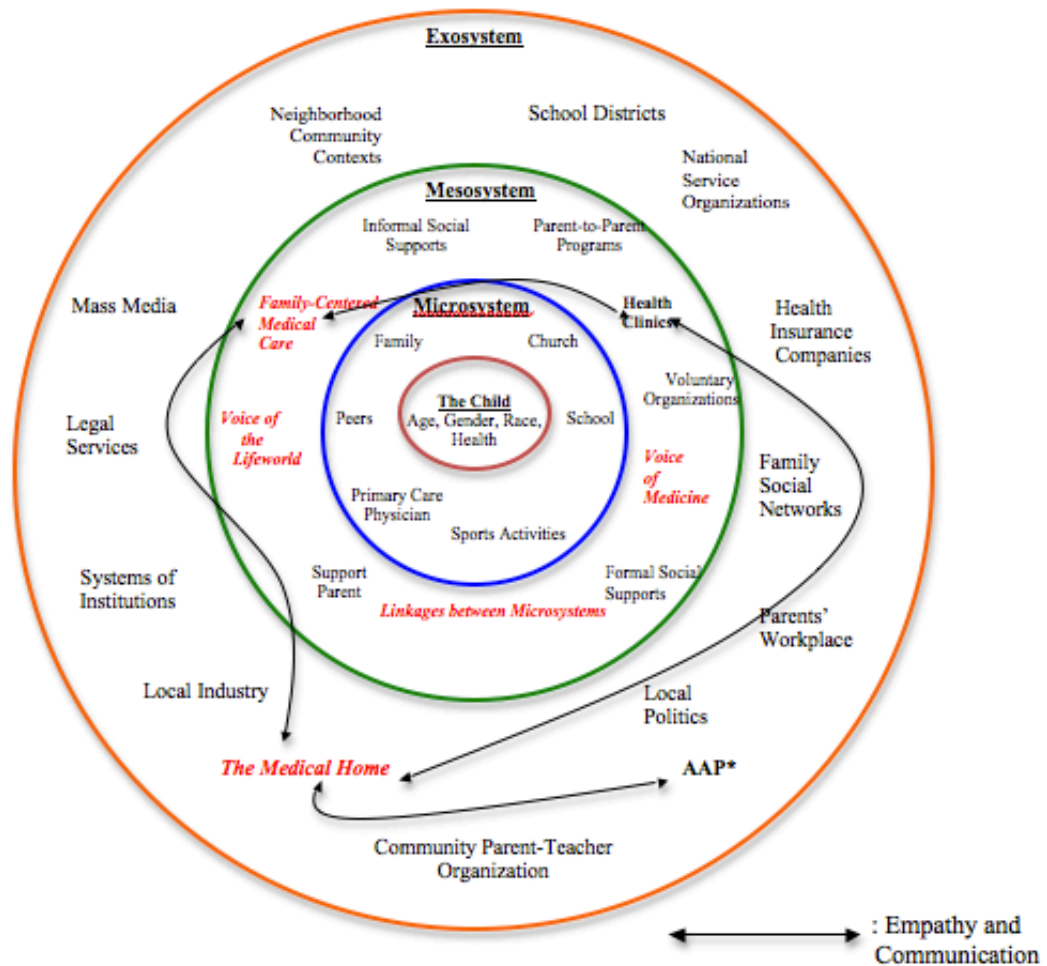 Exosystem
Neighborhood
Community
Contexts
School Districts
National
Service
Organizations
Mesosystem
Informal Social
Supports
Parent-to-Parent
Programs
Mass Media
Family-Centered
Medical
Care
Microsystem
Health
Clinics
Health
Insurance
Companies
Family
Church
Voluntary
Organizations
The Child
Age, Gender, Race,
Health
Peers
School
Legal
Services
Voice of
the
Lifeworld
Voice
of
Medicine
Family
Social
Networks
Primary Care
Physician
Sports Activities
Systems of
Institutions
Support
Parent
Formal Social
Supports
Linkages between Microsystems
Parents'
Workplace
Local Industry
Local
Politics
The Medical Home
AAP*
Community Parent-Teacher
Organization
: Empathy and
Communication